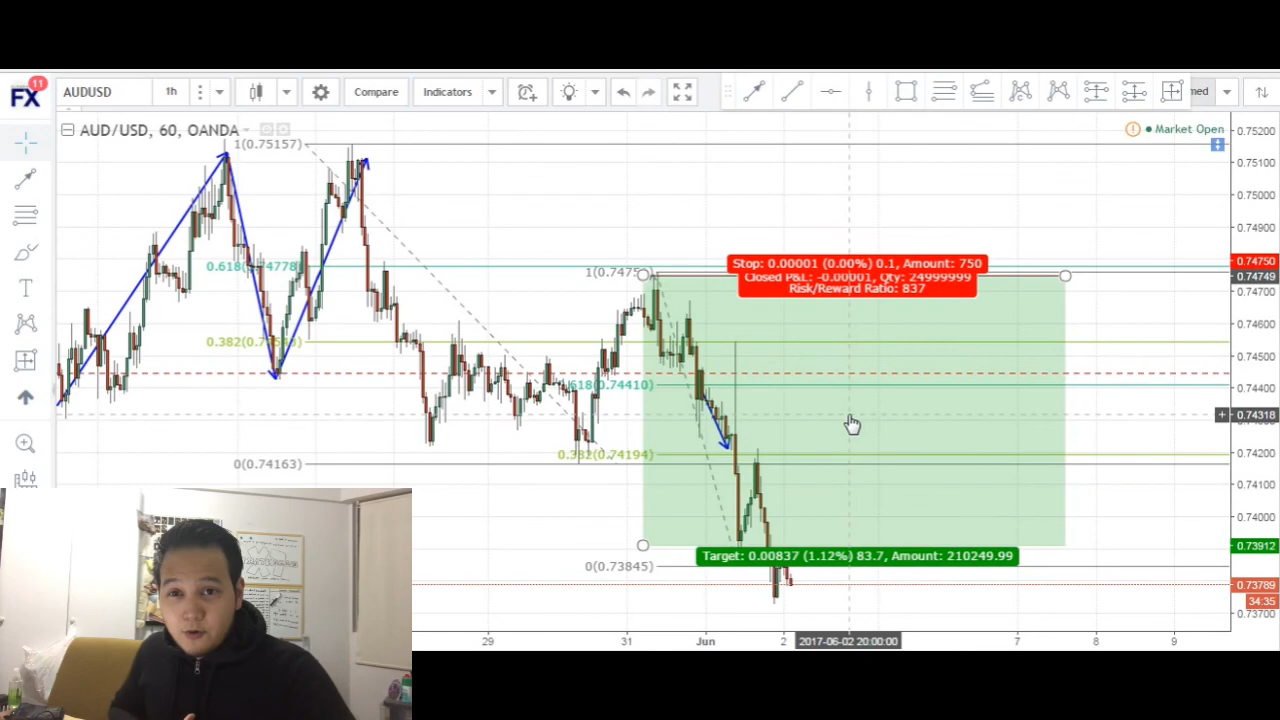 11
FX
AUDUSD
1h
Compare
Indicators
med
AUD/USD, 60, OANDA
Market Open
1(0.75157)
0.618(0.74778)
0.382(0.
0(0.74163)
1(0.7475
.618(0.74410)
0.382(0.74194)
0(0.73845)
Stop: 0.00001 (0.00%) 0.1, Amount: 750
Closed P&L: -0.00001, Qty: 24999999
Risk/Reward Ratio: 837
Target: 0.00837 (1.12%) 83.7, Amount: 210249.99
0.75200
0.75100
0.75000
0.74900
0.74750
0.74749
0.74600
0.74500
0.74400
0.74318
0.74200
0.74100
0.74000
0.73912
0.73789
34:35
0.73700
29
31
Jun
2
2017-06-02 20:00:00
7
8
9